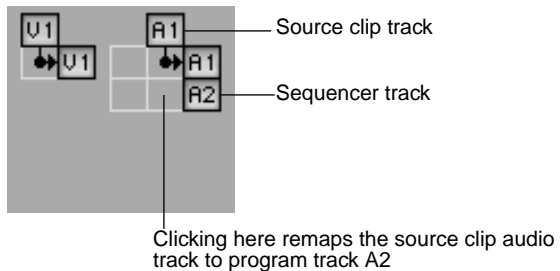 V1
A1
Source clip track
V1
A1
A2
Sequencer track
Clicking here remaps the source clip audio
track to program track A2